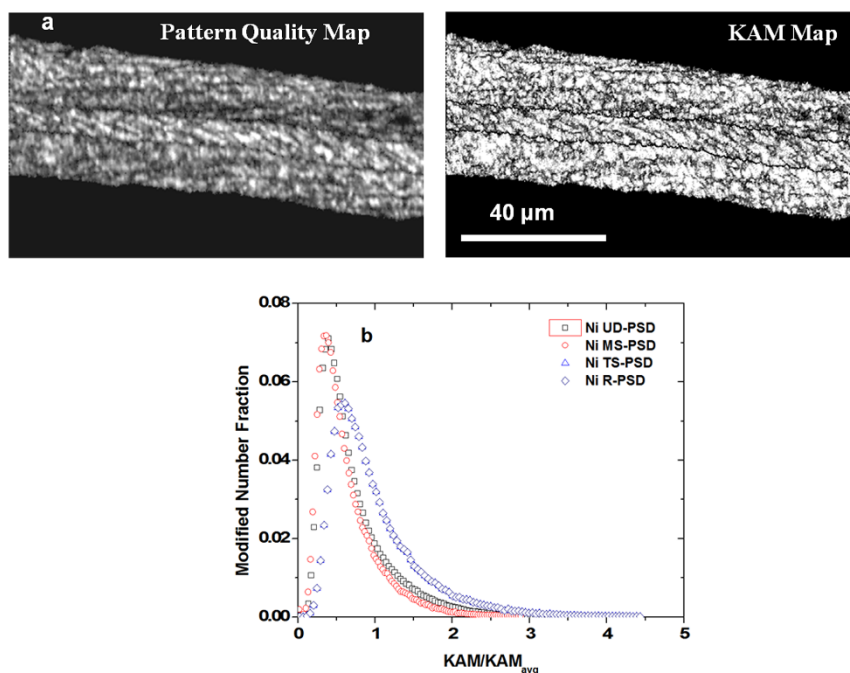 a
Pattern Quality Map
KAM Map
40 µm
b
Ni UD-PSD
Ni MS-PSD
Ni TS-PSD
Ni R-PSD
Modified Number Fraction
0.08
0.06
0.04
0.02
0.00
0 1 2 3 4 5
KAM/KAMavg